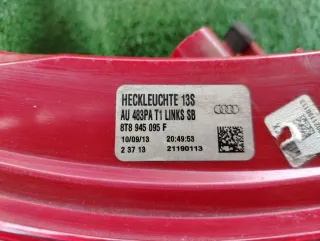 HECKLEUCHTE 13S
AU 483PA T1 LINKS SB
8T8 945 095 F
10/09/13 20:49:53
2 37 13 21190113